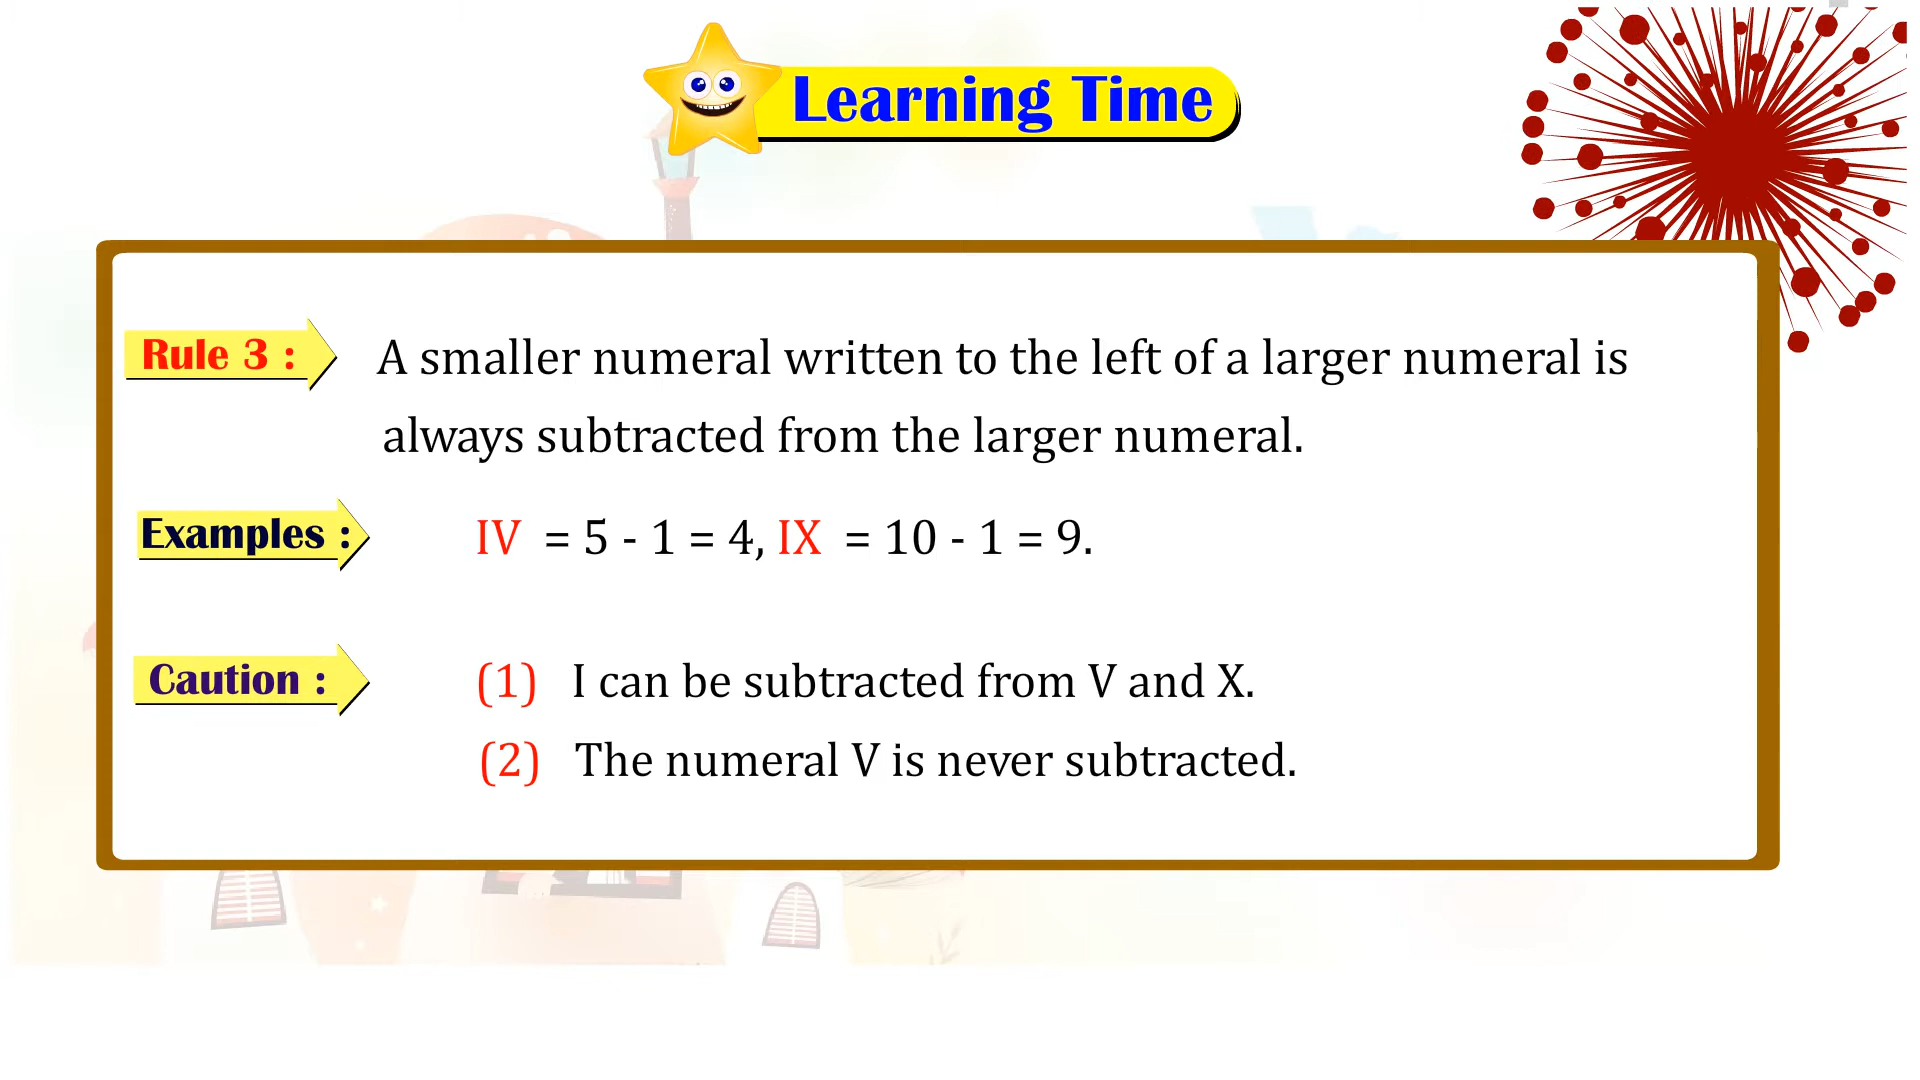 Learning Time
Rule 3 : A smaller numeral written to the left of a larger numeral is
always subtracted from the larger numeral.
Examples : IV = 5 - 1 = 4, IX = 10 - 1 = 9.
Caution : (1) I can be subtracted from V and X.
(2) The numeral V is never subtracted.